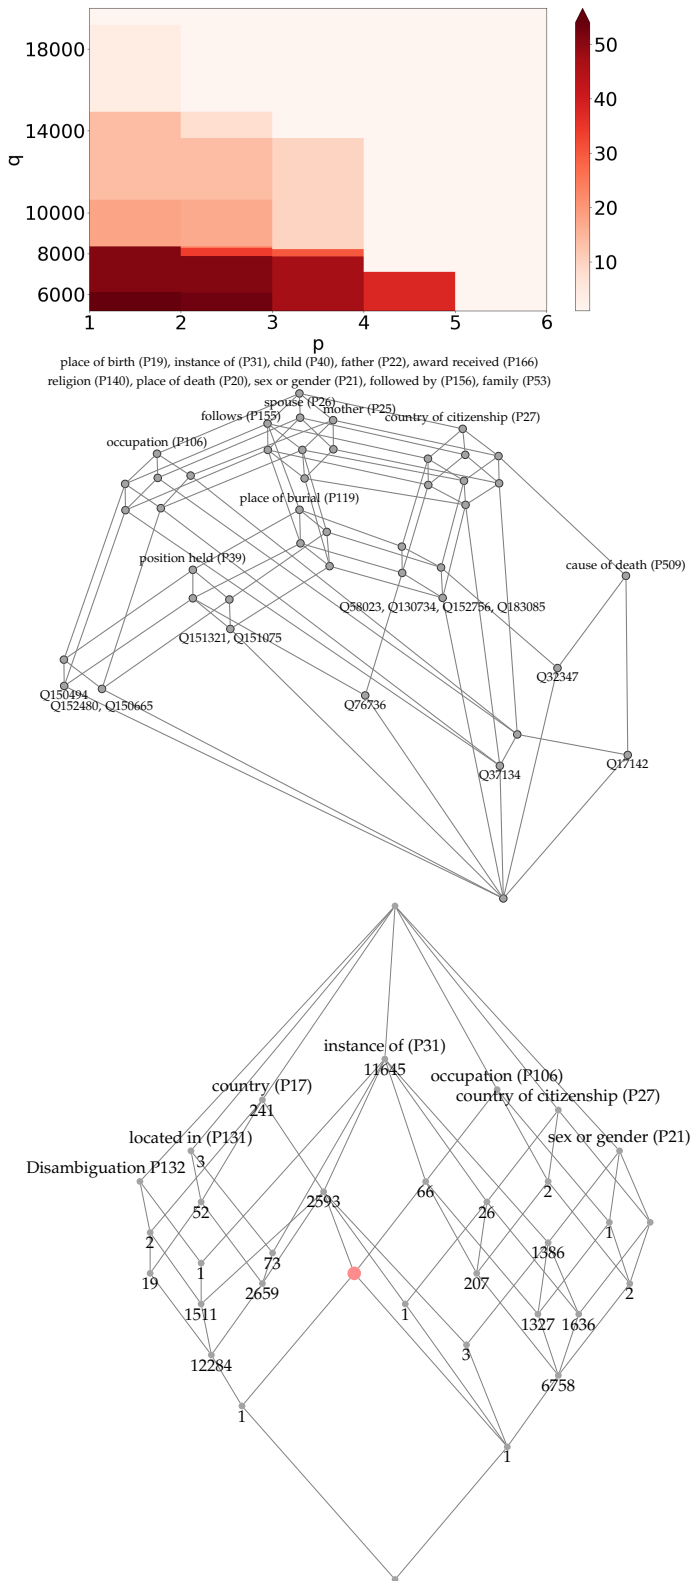 50
18000
40
14000
q
30
10000
20
8000
10
6000
1 2 3 4 5 6
p
place of birth (P19), instance of (P31), child (P40), father (P22), award received (P166)
religion (P140), place of death (P20), sex or gender (P21), followed by (P156), family (P53)
spouse (P26)
mother (P25)
follows (P155)
country of citizenship (P27)
occupation (P106)
place of burial (P119)
position held (P39)
cause of death (P509)
Q58023, Q130734, Q152756, Q183085
Q151321, Q151075
Q32347
Q150494
Q152480, Q150665
Q76736
Q17142
Q37134
instance of (P31)
11645
occupation (P106)
country (P17)
country of citizenship (P27)
241
located in (P131)
sex or gender (P21)
3
Disambiguation P132
2593
66
2
52
26
1
2
1386
73
1
19
2659
207
2
1511
1
1327
1636
3
12284
6758
1
1